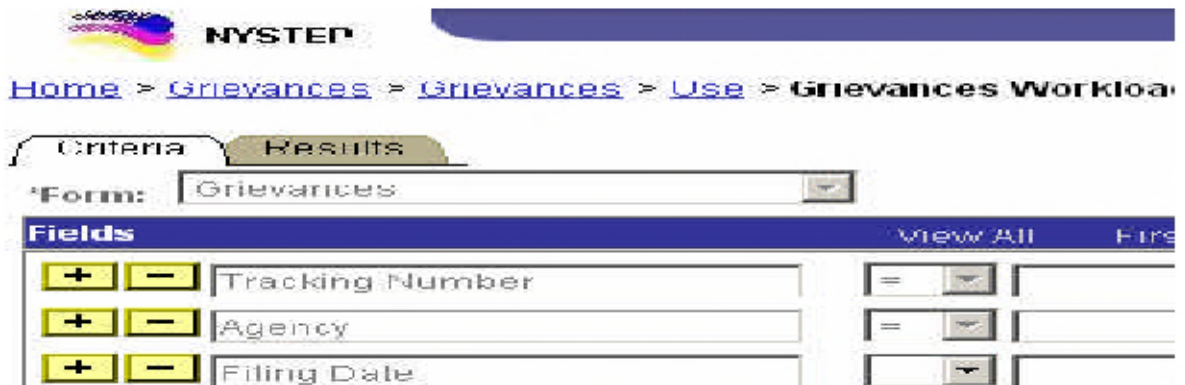 NYSTEP
Home > Grievances > Grievances > Use > Grievances Workloa
Criteria Results
*Form: Grievances
Fields View All Firs
+ - Tracking Number =
+ - Agency =
+ - Filing Date